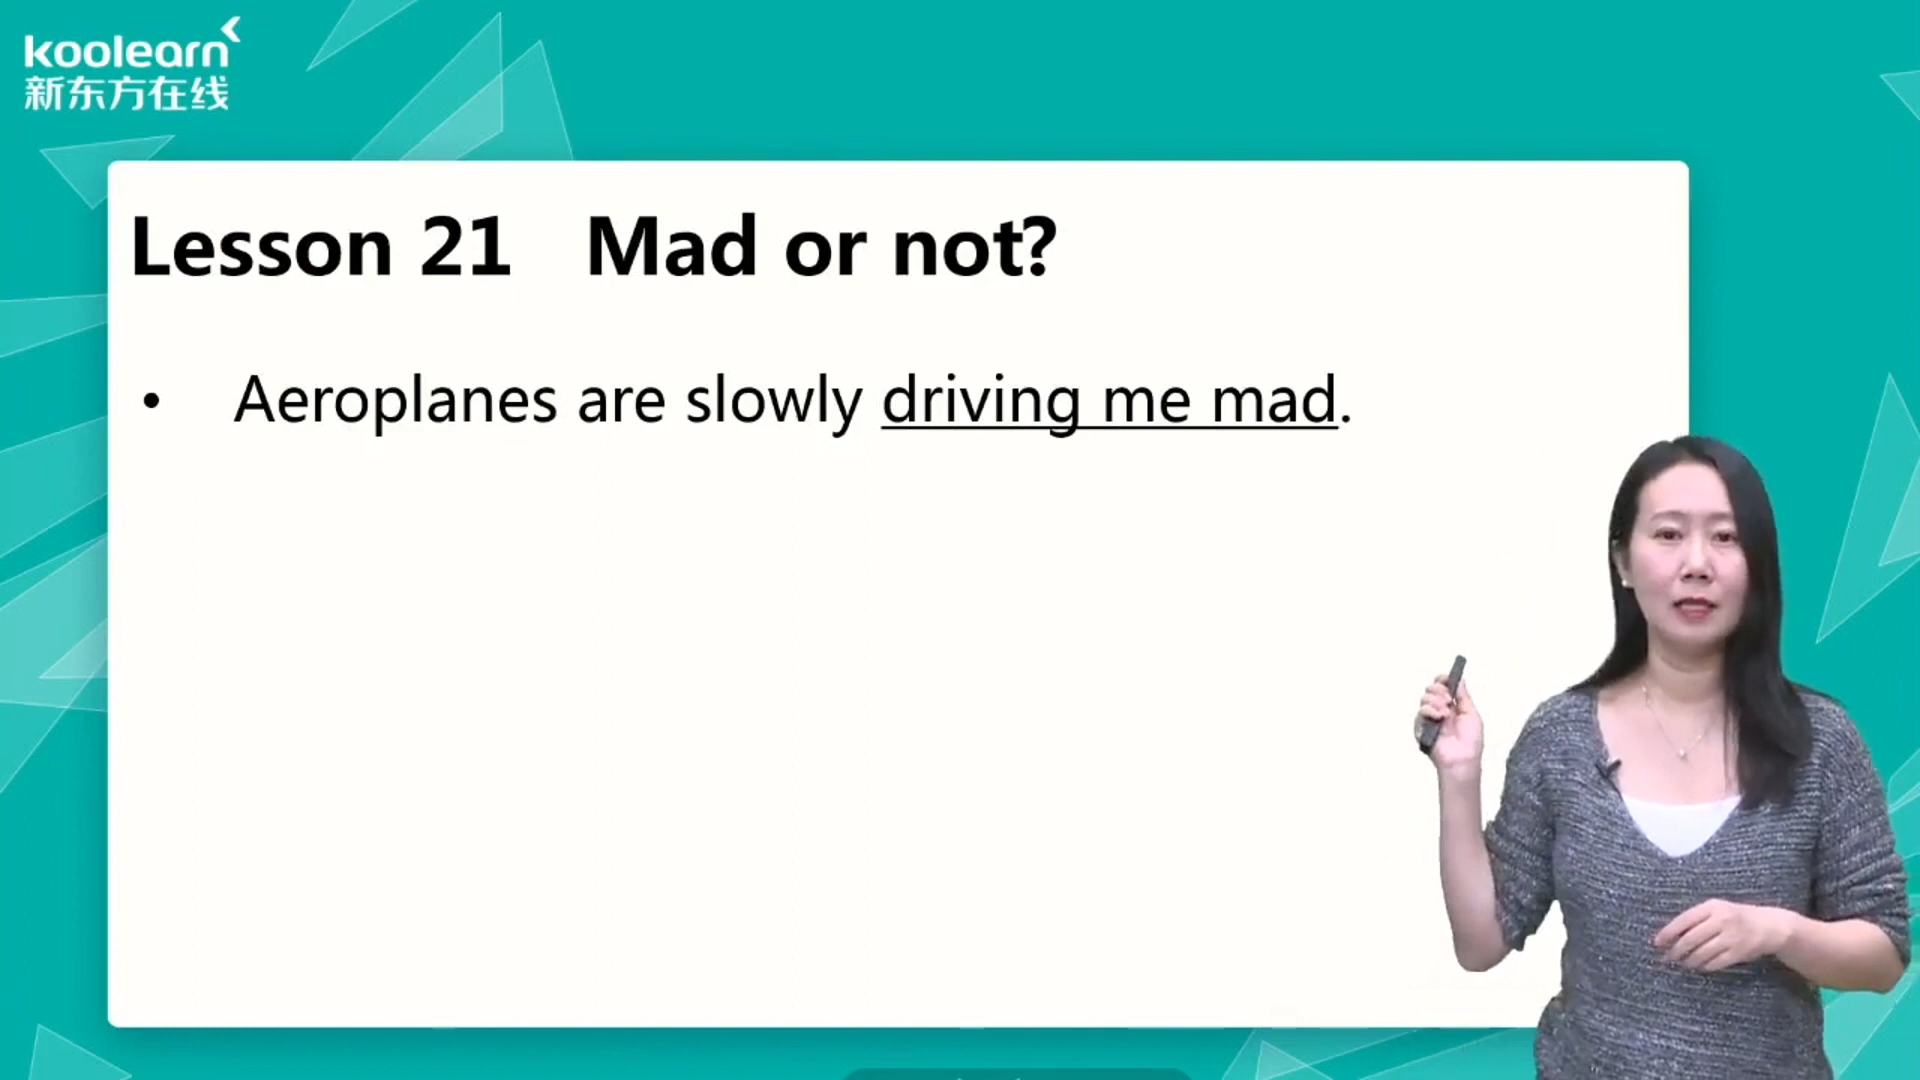 koolearn
新东方在线
Lesson 21 Mad or not?
• Aeroplanes are slowly driving me mad.